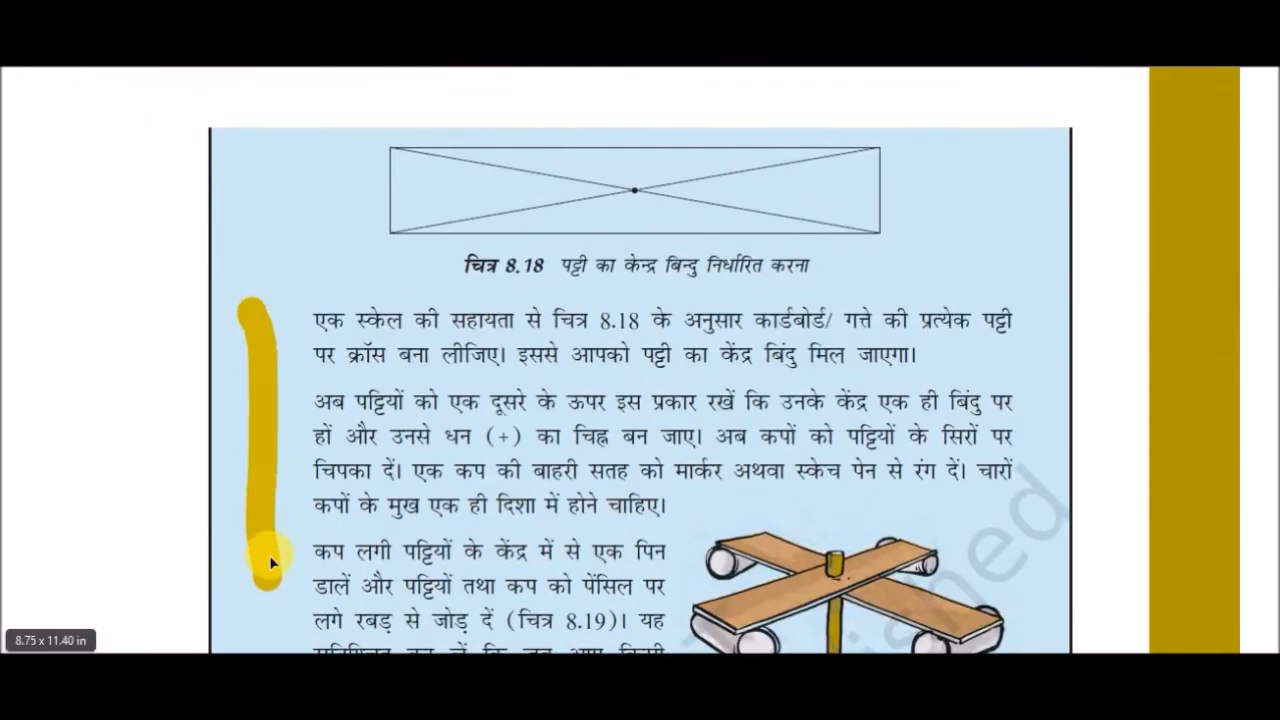 चित्र 8.18 पट्टी का केन्द्र बिन्दु निर्धारित करना
एक स्केल की सहायता से चित्र 8.18 के अनुसार कार्डबोर्ड/ गत्ते की प्रत्येक पट्टी
पर क्रॉस बना लीजिए। इससे आपको पट्टी का केंद्र बिंदु मिल जाएगा।
अब पट्टियों को एक दूसरे के ऊपर इस प्रकार रखें कि उनके केंद्र एक ही बिंदु पर
हों और उनसे धन (+) का चिह्न बन जाए। अब कपों को पट्टियों के सिरों पर
चिपका दें। एक कप की बाहरी सतह को मार्कर अथवा स्केच पेन से रंग दें। चारों
कपों के मुख एक ही दिशा में होने चाहिए।
कप लगी पट्टियों के केंद्र में से एक पिन
डालें और पट्टियों तथा कप को पेंसिल पर
लगे रबड़ से जोड़ दें (चित्र 8.19)। यह
ished
8.75 x 11.40 in